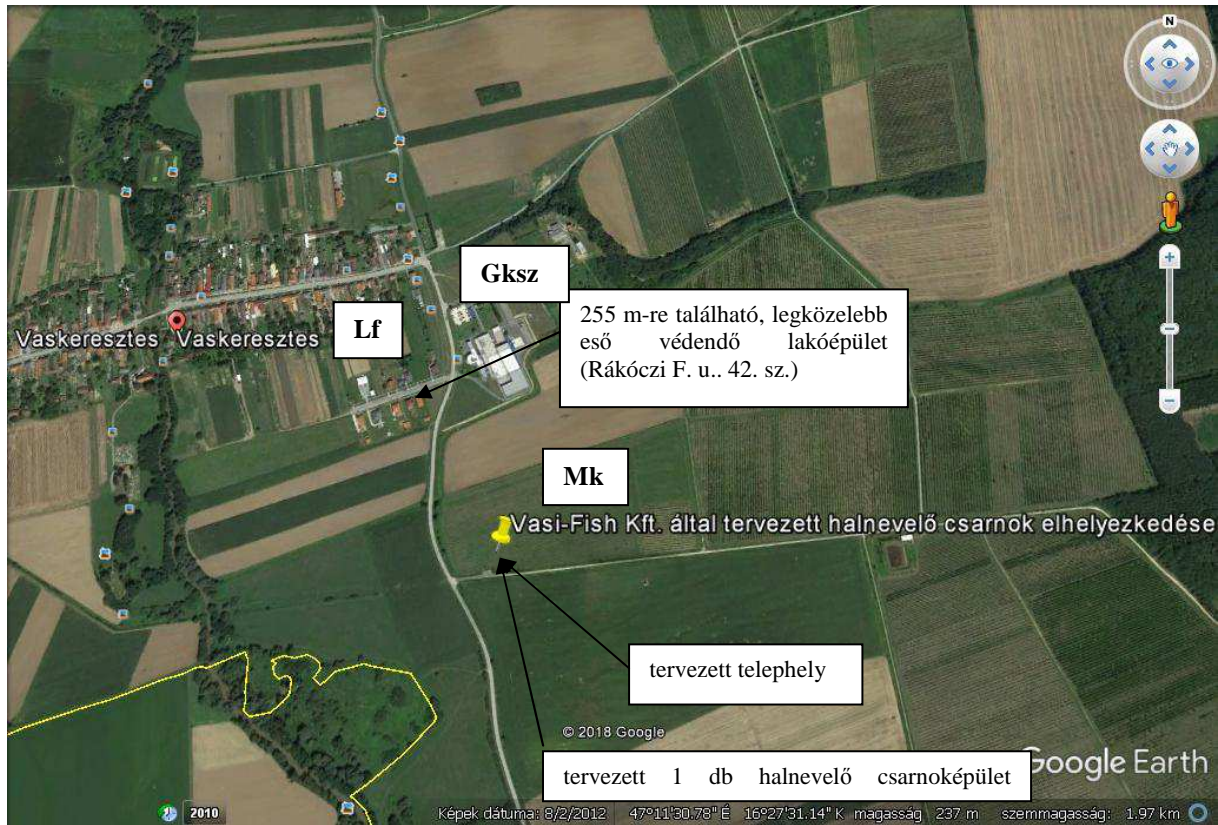 N
Gksz
255 m-re található, legközelebb
eső védendő lakóépület
(Rákóczi F. u.. 42. sz.)
Lf
Vaskeresztes Vaskeresztes
Mk
Vasi-Fish Kft. által tervezett halnevelő csarnok elhelyezkedése
tervezett telephely
© 2018 Google
Google Earth
tervezett 1 db halnevelő csarnoképület
2010
Képek dátuma: 8/2/2012 47°11'30.78" É 16°27'31.14" K magasság 237 m szemmagasság: 1.97 km